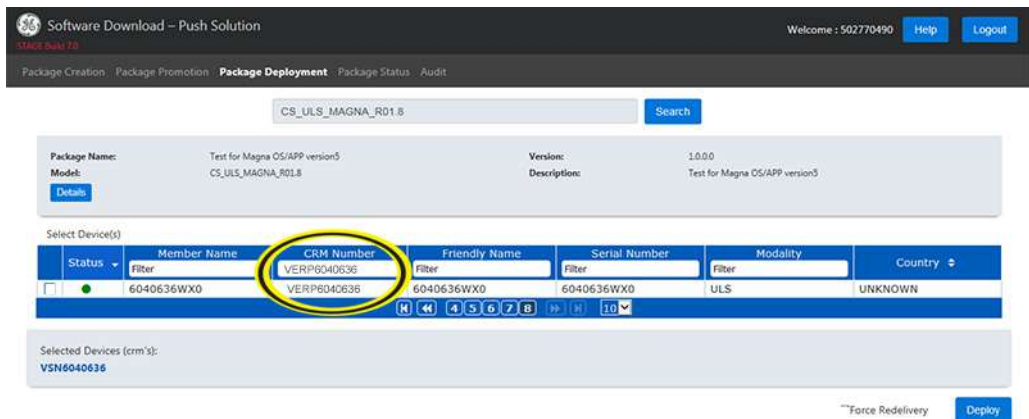 Software Download – Push Solution
Welcome : 502770490
Help
Logout
STAGE Build 7.0
Package Creation Package Promotion Package Deployment Package Status Audit
CS_ULS_MAGNA_R01.8
Search
Package Name: Test for Magna OS/APP version5 Version: 1.0.0.0
Model: CS_ULS_MAGNA_R01.8 Description: Test for Magna OS/APP version5
Details
Select Device(s)
Status Member Name CRM Number Friendly Name Serial Number Modality Country
Filter VERP6040636 Filter Filter Filter
6040636WX0 VERP6040636 6040636WX0 6040636WX0 ULS UNKNOWN
4 5 6 7 8 10
Selected Devices (crm's):
VSN6040636
Force Redelivery Deploy